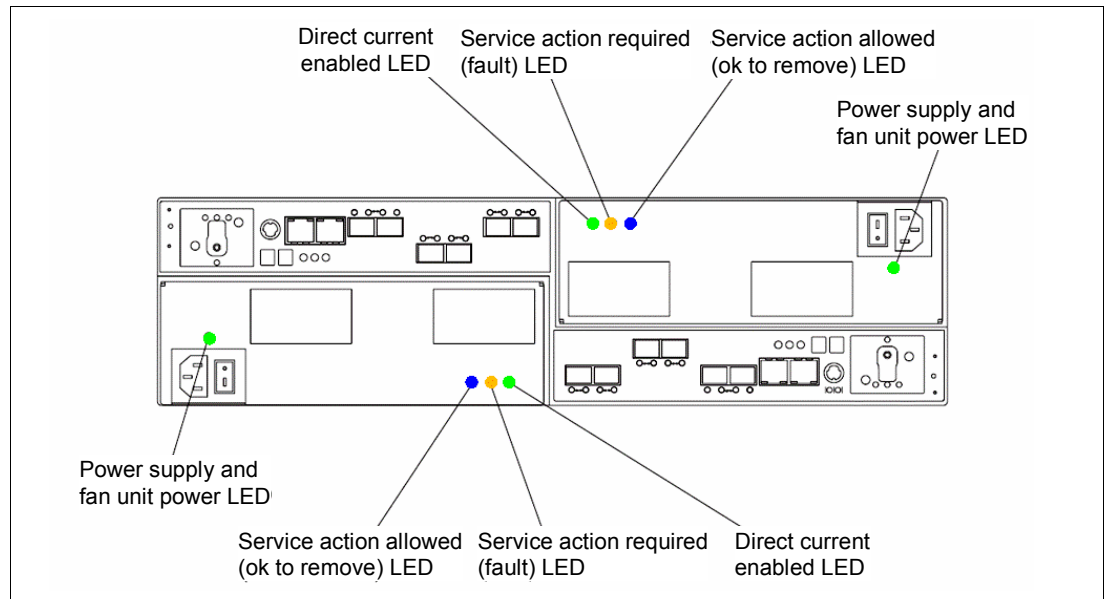 Direct current
enabled LED
Service action required
(fault) LED
Service action allowed
(ok to remove) LED
Power supply and
fan unit power LED
Power supply and
fan unit power LED
Service action allowed
(ok to remove) LED
Service action required
(fault) LED
Direct current
enabled LED